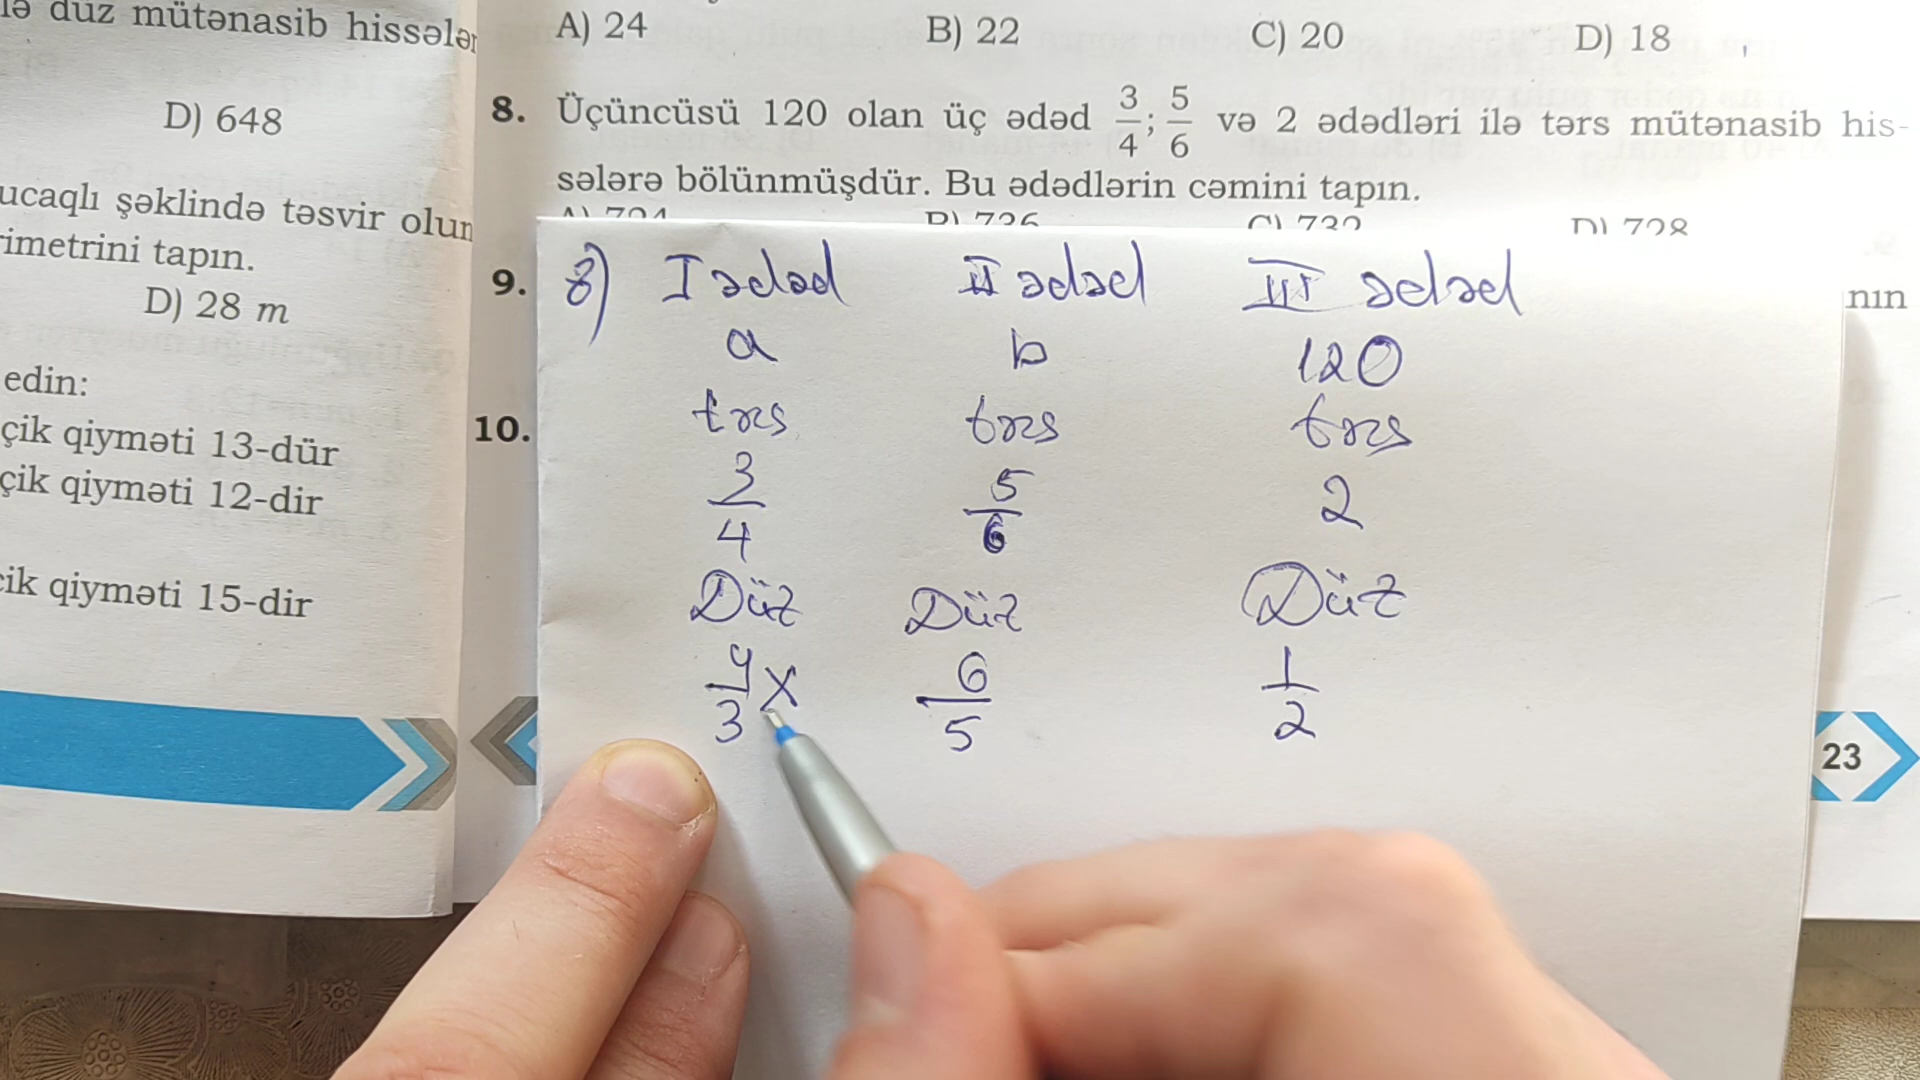 lə düz mütənasib hissələr
D) 648
ucaqlı şəklində təsvir olun
rimetrini tapın.
D) 28 m
edin:
çik qiyməti 13-dür
çik qiyməti 12-dir
çik qiyməti 15-dir
A) 24 B) 22 C) 20 D) 18
8. Üçüncüsü 120 olan üç ədəd 3/4; 5/6 və 2 ədədləri ilə tərs mütənasib his-
sələrə bölünmüşdür. Bu ədədlərin cəmini tapın.
A) 724 B) 726 C) 732 D) 728
9.
nın
10.
8) I ədəd II ədəd III ədəd
a b 120
tərs tərs tərs
3/4 5/6 2
Düz Düz Düz
4/3 x 6/5 1/2
23